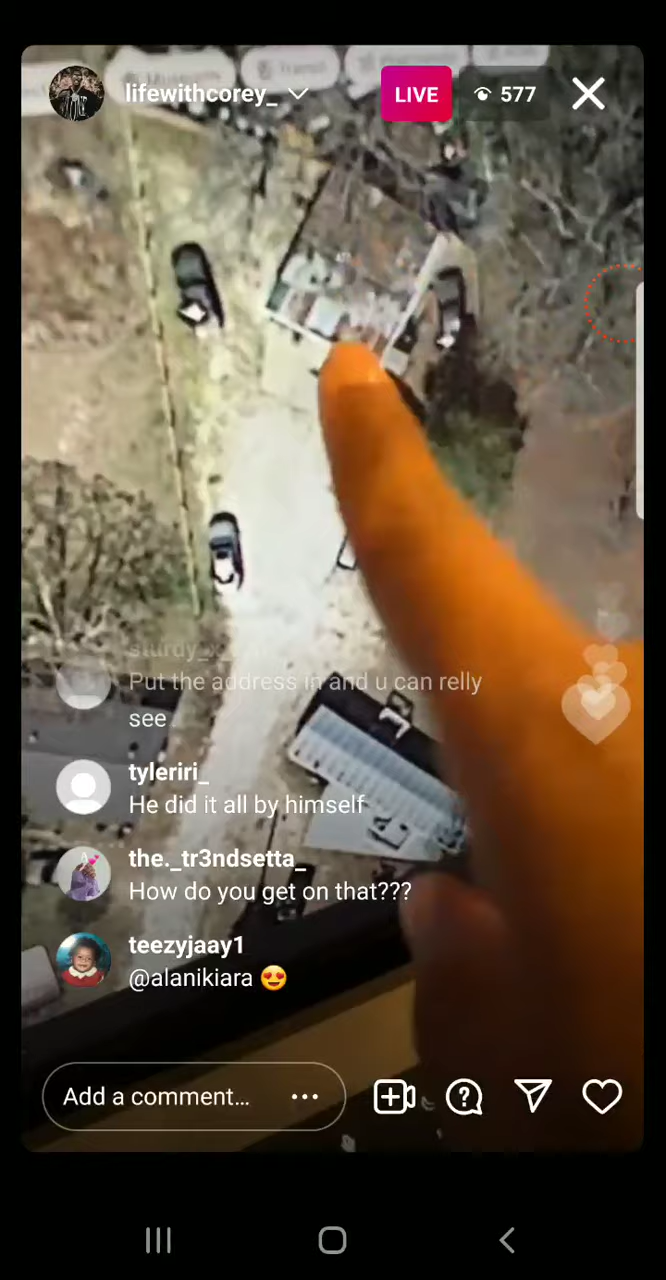 Transit
lifewithcorey_
LIVE
577
Put the address in and u can relly
see
tyleriri_
He did it all by himself
the._tr3ndsetta_
How do you get on that???
teezyjaay1
@alanikiara 😍
Add a comment...